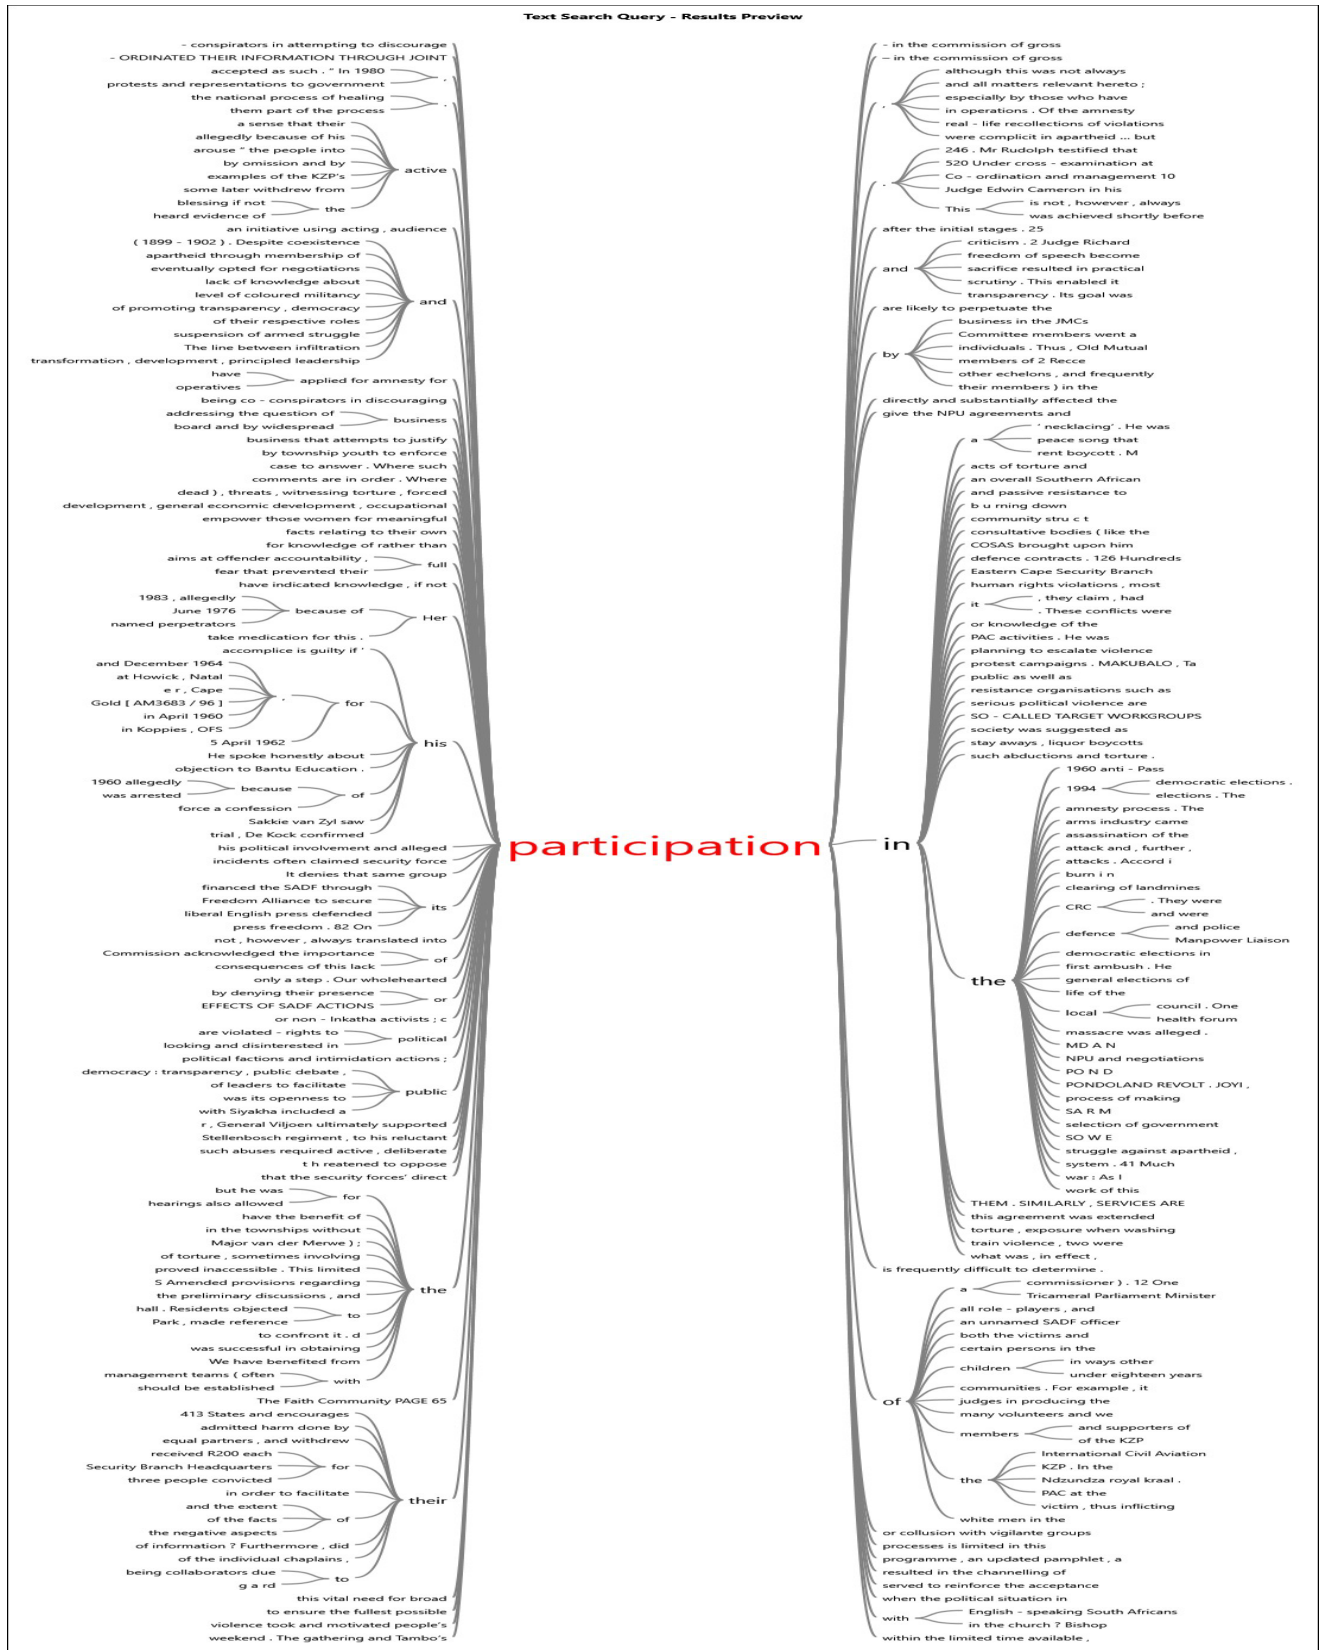 Text Search Query - Results Preview
- conspirators in attempting to discourage
- ORDINATED THEIR INFORMATION THROUGH JOINT
accepted as such . " In 1980
protests and representations to government
,
the national process of healing
them part of the process
.
a sense that their
allegedly because of his
arouse " the people into
by omission and by
examples of the KZP's
some later withdrew from
blessing if not
heard evidence of
the
active
an initiative using acting , audience
( 1899 - 1902 ) . Despite coexistence
apartheid through membership of
eventually opted for negotiations
lack of knowledge about
level of coloured militancy
of promoting transparency , democracy
of their respective roles
suspension of armed struggle
The line between infiltration
transformation , development , principled leadership
and
have
operatives
applied for amnesty for
being co - conspirators in discouraging
addressing the question of
board and by widespread
business
business that attempts to justify
by township youth to enforce
case to answer . Where such
comments are in order . Where
dead ) , threats , witnessing torture , forced
development , general economic development , occupational
empower those women for meaningful
facts relating to their own
for knowledge of rather than
aims at offender accountability ,
fear that prevented their
full
have indicated knowledge , if not
1983 , allegedly
June 1976
named perpetrators
because of
take medication for this .
Her
accomplice is guilty if '
and December 1964
at Howick , Natal
e r , Cape
Gold [ AM3683 / 96 ]
in April 1960
in Koppies , OFS
,
5 April 1962
for
He spoke honestly about
objection to Bantu Education .
1960 allegedly
was arrested
because
force a confession
of
Sakkie van Zyl saw
trial , De Kock confirmed
his
his political involvement and alleged
incidents often claimed security force
It denies that same group
financed the SADF through
Freedom Alliance to secure
liberal English press defended
press freedom . 82 On
its
not , however , always translated into
Commission acknowledged the importance
consequences of this lack
of
only a step . Our wholehearted
by denying their presence
EFFECTS OF SADF ACTIONS
or
or non - Inkatha activists ; c
are violated - rights to
looking and disinterested in
political
political factions and intimidation actions ;
democracy : transparency , public debate ,
of leaders to facilitate
was its openness to
with Siyakha included a
public
r , General Viljoen ultimately supported
Stellenbosch regiment , to his reluctant
such abuses required active , deliberate
t h reatened to oppose
that the security forces' direct
but he was
hearings also allowed
for
have the benefit of
in the townships without
Major van der Merwe ) ;
of torture , sometimes involving
proved inaccessible . This limited
S Amended provisions regarding
the preliminary discussions , and
hall . Residents objected
Park , made reference
to
to confront it . d
was successful in obtaining
We have benefited from
management teams ( often
should be established
with
the
The Faith Community PAGE 65
413 States and encourages
admitted harm done by
equal partners , and withdrew
received R200 each
Security Branch Headquarters
three people convicted
for
in order to facilitate
and the extent
of the facts
the negative aspects
of
of information ? Furthermore , did
of the individual chaplains ,
being collaborators due
g a rd
to
their
this vital need for broad
to ensure the fullest possible
violence took and motivated people's
weekend . The gathering and Tambo's
participation
- in the commission of gross
– in the commission of gross
,
although this was not always
and all matters relevant hereto ;
especially by those who have
in operations . Of the amnesty
real - life recollections of violations
were complicit in apartheid ... but
.
246 . Mr Rudolph testified that
520 Under cross - examination at
Co - ordination and management 10
Judge Edwin Cameron in his
This
is not , however , always
was achieved shortly before
after the initial stages . 25
and
criticism . 2 Judge Richard
freedom of speech become
sacrifice resulted in practical
scrutiny . This enabled it
transparency . Its goal was
are likely to perpetuate the
by
business in the JMCs
Committee members went a
individuals . Thus , Old Mutual
members of 2 Recce
other echelons , and frequently
their members ) in the
directly and substantially affected the
give the NPU agreements and
in
a
' necklacing' . He was
peace song that
rent boycott . M
acts of torture and
an overall Southern African
and passive resistance to
b u rning down
community stru c t
consultative bodies ( like the
COSAS brought upon him
defence contracts . 126 Hundreds
Eastern Cape Security Branch
human rights violations , most
it
, they claim , had
. These conflicts were
or knowledge of the
PAC activities . He was
planning to escalate violence
protest campaigns . MAKUBALO , Ta
public as well as
resistance organisations such as
serious political violence are
SO - CALLED TARGET WORKGROUPS
society was suggested as
stay aways , liquor boycotts
such abductions and torture .
the
1960 anti - Pass
1994
democratic elections .
elections . The
amnesty process . The
arms industry came
assassination of the
attack and , further ,
attacks . Accord i
burn i n
clearing of landmines
CRC
. They were
and were
defence
and police
Manpower Liaison
democratic elections in
first ambush . He
general elections of
life of the
local
council . One
health forum
massacre was alleged .
MD A N
NPU and negotiations
PO N D
PONDOLAND REVOLT . JOYI ,
process of making
SA R M
selection of government
SO W E
struggle against apartheid ,
system . 41 Much
war : As I
work of this
THEM . SIMILARLY , SERVICES ARE
this agreement was extended
torture , exposure when washing
train violence , two were
what was , in effect ,
is frequently difficult to determine .
of
a
commissioner ) . 12 One
Tricameral Parliament Minister
all role - players , and
an unnamed SADF officer
both the victims and
certain persons in the
children
in ways other
under eighteen years
communities . For example , it
judges in producing the
many volunteers and we
members
and supporters of
of the KZP
the
International Civil Aviation
KZP . In the
Ndzundza royal kraal .
PAC at the
victim , thus inflicting
white men in the
or collusion with vigilante groups
processes is limited in this
programme , an updated pamphlet , a
resulted in the channelling of
served to reinforce the acceptance
when the political situation in
with
English - speaking South Africans
in the church ? Bishop
within the limited time available ,